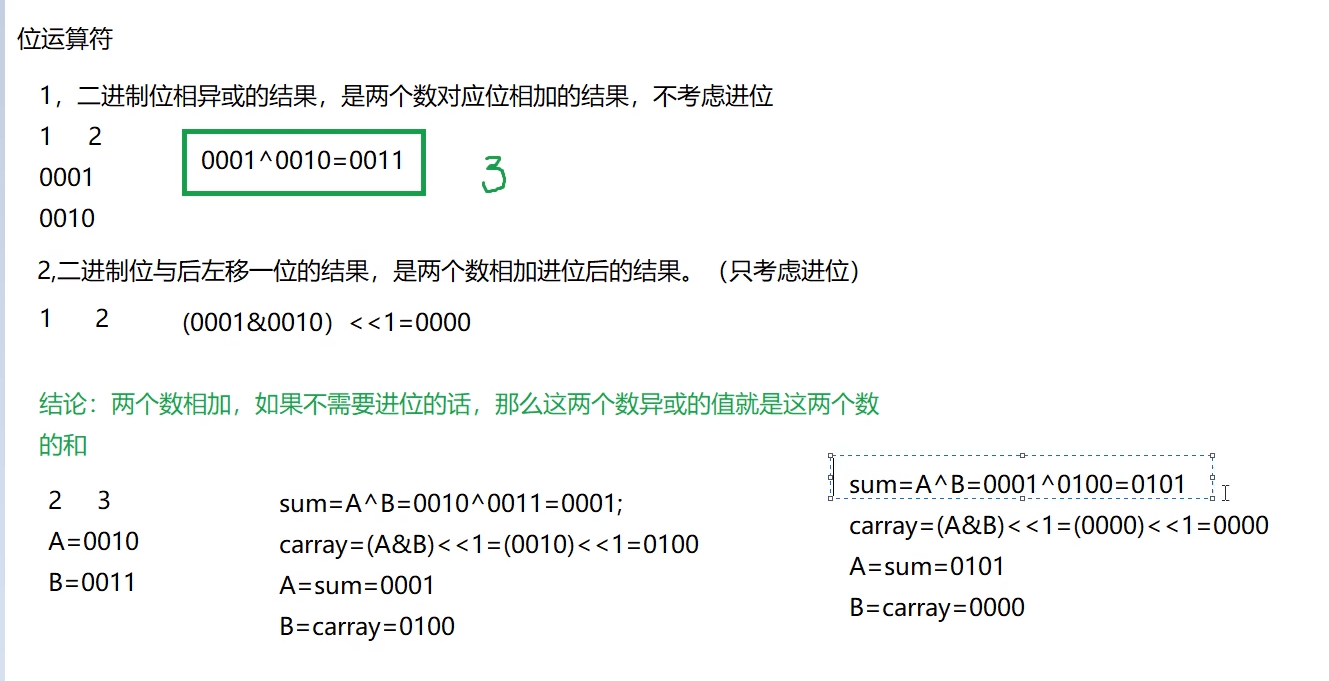 位运算符
1，二进制位相异或的结果，是两个数对应位相加的结果，不考虑进位
1 2
0001^0010=0011
3
0001
0010
2,二进制位与后左移一位的结果，是两个数相加进位后的结果。（只考虑进位）
1 2
(0001&0010）<<1=0000
结论：两个数相加，如果不需要进位的话，那么这两个数异或的值就是这两个数
的和
2 3
A=0010
B=0011
sum=A^B=0010^0011=0001;
carray=(A&B)<<1=(0010)<<1=0100
A=sum=0001
B=carray=0100
sum=A^B=0001^0100=0101
carray=(A&B)<<1=(0000)<<1=0000
A=sum=0101
B=carray=0000